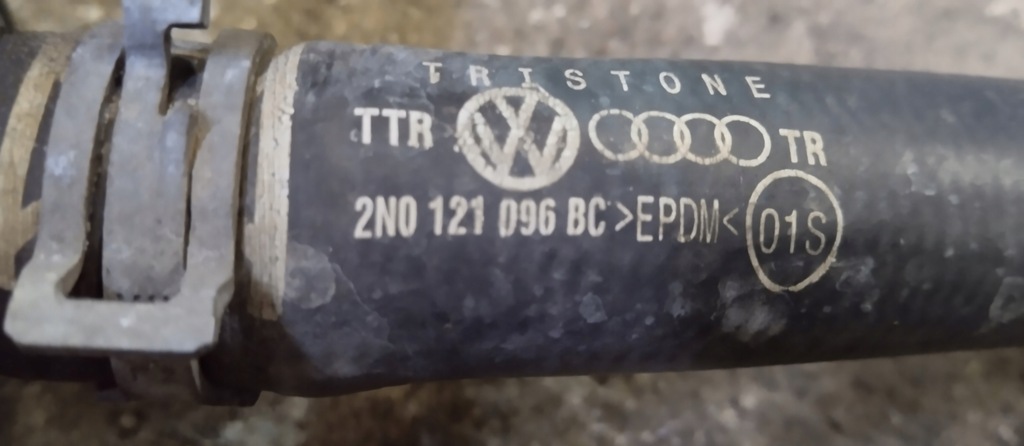 TRISTONE
TTR TR
2N0 121 096 BC >EPDM< 01S